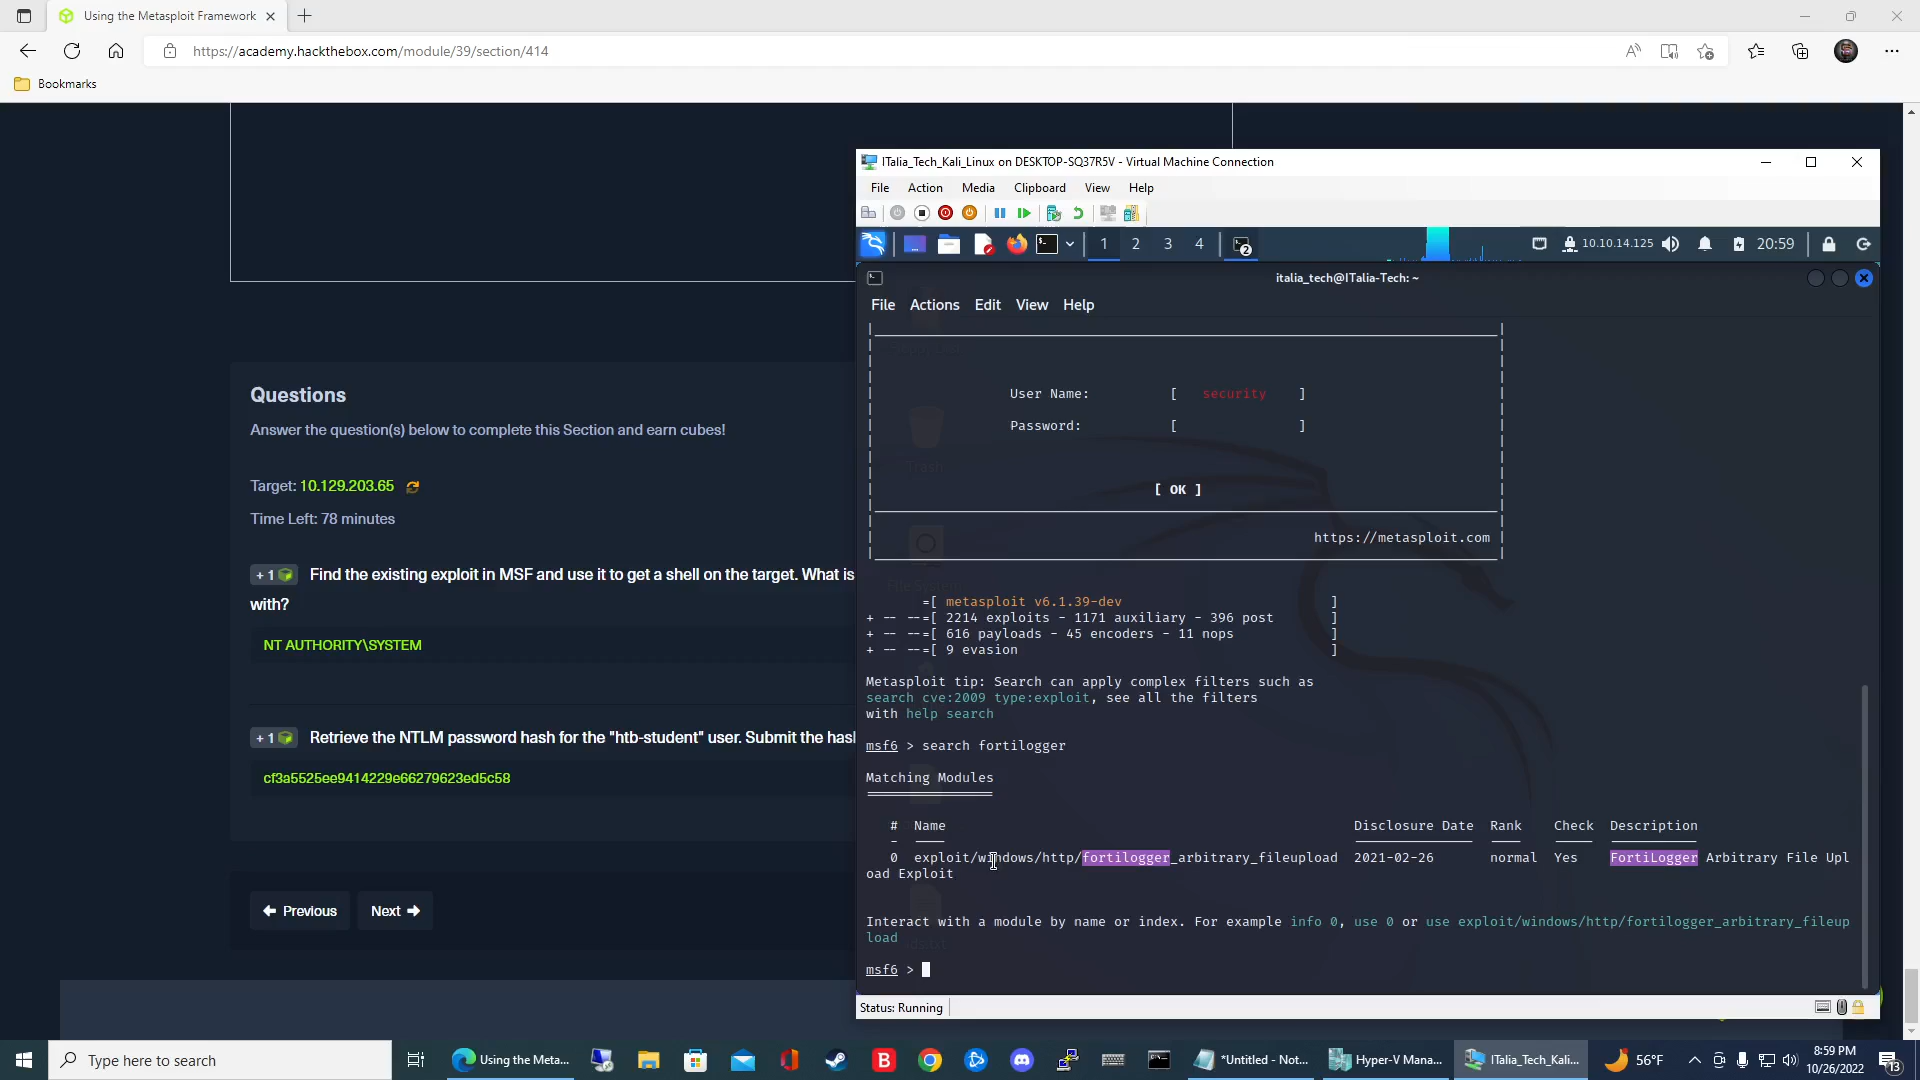 Using the Metasploit Framework
https://academy.hackthebox.com/module/39/section/414
Bookmarks
Questions
Answer the question(s) below to complete this Section and earn cubes!
Target: 10.129.203.65
Time Left: 78 minutes
+ 1 Find the existing exploit in MSF and use it to get a shell on the target. What is
with?
NT AUTHORITY\SYSTEM
+ 1 Retrieve the NTLM password hash for the "htb-student" user. Submit the hash
cf3a5525ee9414229e66279623ed5c58
Previous
Next
ITalia_Tech_Kali_Linux on DESKTOP-SQ37R5V - Virtual Machine Connection
File Action Media Clipboard View Help
1 2 3 4
2
10.10.14.125
20:59
italia_tech@ITalia-Tech: ~
File Actions Edit View Help
User Name: [ security ]
Password: [ ]
[ OK ]
https://metasploit.com
=[ metasploit v6.1.39-dev ]
+ -- --=[ 2214 exploits - 1171 auxiliary - 396 post ]
+ -- --=[ 616 payloads - 45 encoders - 11 nops ]
+ -- --=[ 9 evasion ]
Metasploit tip: Search can apply complex filters such as
search cve:2009 type:exploit, see all the filters
with help search
msf6 > search fortilogger
Matching Modules
================
# Name Disclosure Date Rank Check Description
- ---- --------------- ---- ----- -----------
0 exploit/windows/http/fortilogger_arbitrary_fileupload 2021-02-26 normal Yes FortiLogger Arbitrary File Upl
oad Exploit
Interact with a module by name or index. For example info 0, use 0 or use exploit/windows/http/fortilogger_arbitrary_fileup
load
msf6 >
Status: Running
Trash
Type here to search
Using the Meta...
*Untitled - Not...
Hyper-V Mana...
ITalia_Tech_Kali...
56°F
8:59 PM
10/26/2022
13